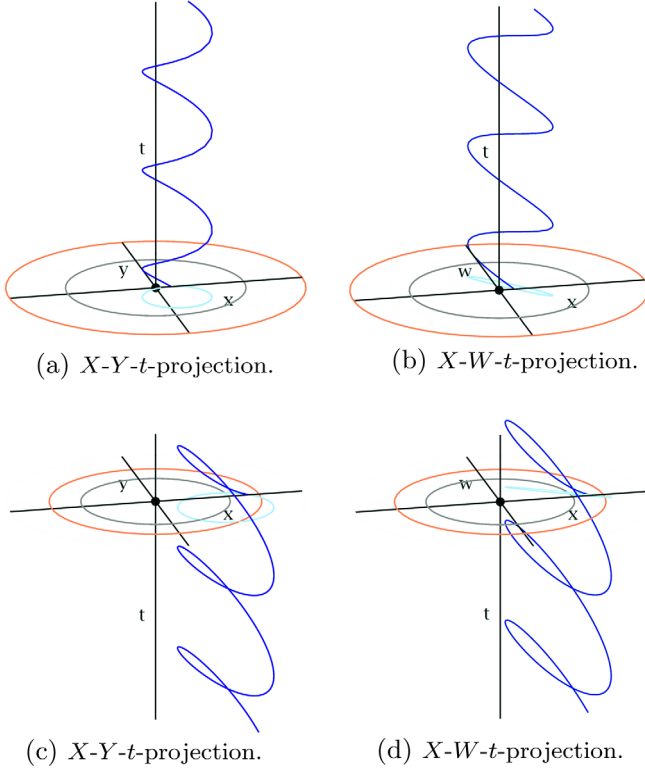 t
t
y
x
w
x
(a) X-Y-t-projection.
(b) X-W-t-projection.
y
x
w
x
t
t
(c) X-Y-t-projection.
(d) X-W-t-projection.